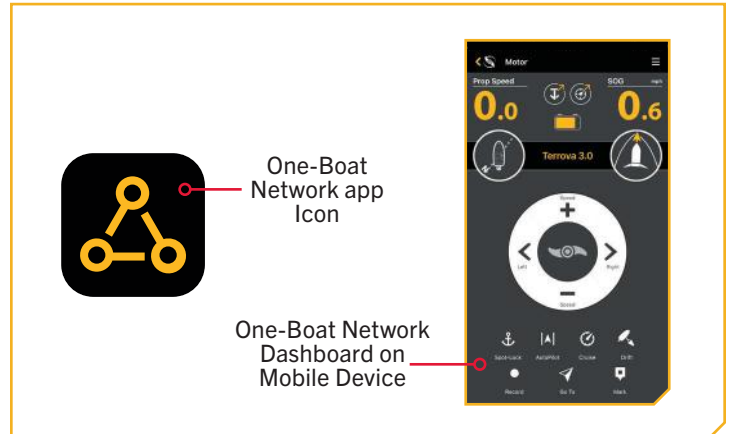 One-Boat
Network app
Icon
One-Boat Network
Dashboard on
Mobile Device
Motor
Prop Speed
SOG
mph
0.0
0.6
N
Terrova 3.0
Speed
+
Left
Right
−
Speed
Spot-Lock
AutoPilot
Cruise
Drift
Record
Go To
Mark